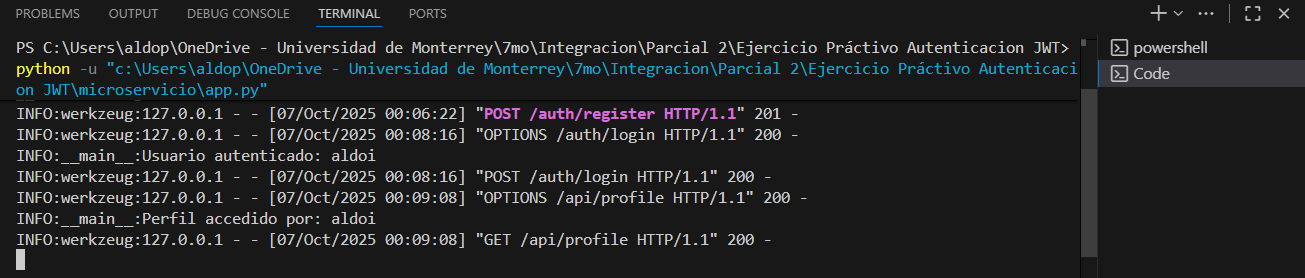 PROBLEMS OUTPUT DEBUG CONSOLE TERMINAL PORTS
PS C:\Users\aldop\OneDrive - Universidad de Monterrey\7mo\Integracion\Parcial 2\Ejercicio Práctivo Autenticacion JWT>
python -u "c:\Users\aldop\OneDrive - Universidad de Monterrey\7mo\Integracion\Parcial 2\Ejercicio Práctivo Autenticaci
on JWT\microservicio\app.py"
INFO:werkzeug:127.0.0.1 - - [07/Oct/2025 00:06:22] "POST /auth/register HTTP/1.1" 201 -
INFO:werkzeug:127.0.0.1 - - [07/Oct/2025 00:08:16] "OPTIONS /auth/login HTTP/1.1" 200 -
INFO:__main__:Usuario autenticado: aldoi
INFO:werkzeug:127.0.0.1 - - [07/Oct/2025 00:08:16] "POST /auth/login HTTP/1.1" 200 -
INFO:werkzeug:127.0.0.1 - - [07/Oct/2025 00:09:08] "OPTIONS /api/profile HTTP/1.1" 200 -
INFO:__main__:Perfil accedido por: aldoi
INFO:werkzeug:127.0.0.1 - - [07/Oct/2025 00:09:08] "GET /api/profile HTTP/1.1" 200 -
powershell
Code